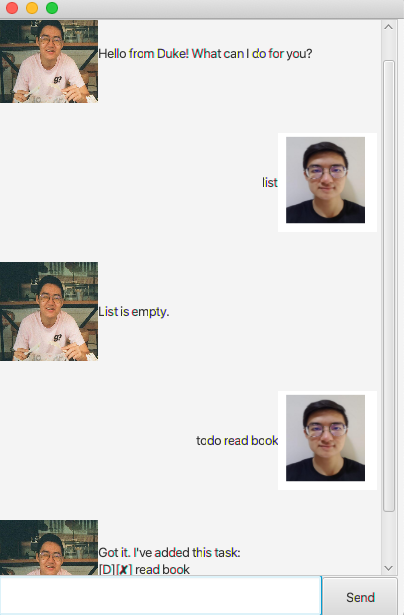 Hello from Duke! What can I do for you?
list
List is empty.
todo read book
Got it. I've added this task:
[D][✘] read book
Send